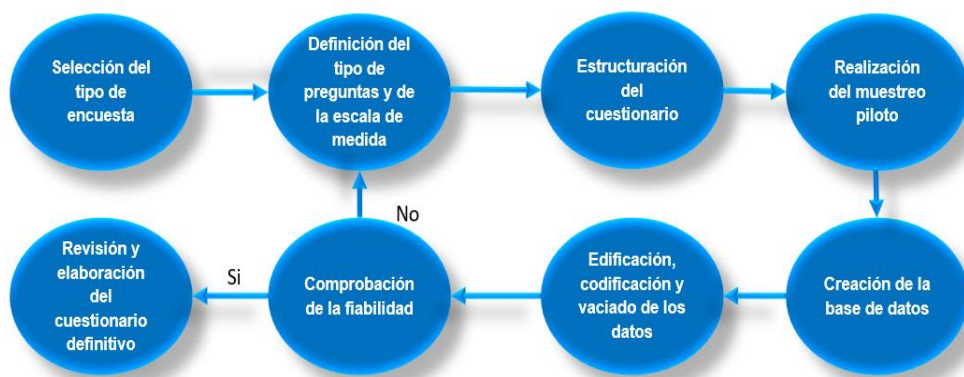 Selección del
tipo de
encuesta
Definición del
tipo de
preguntas y de
la escala de
medida
Estructuración
del
cuestionario
Realización
del muestreo
piloto
No
Revisión y
elaboración
del
cuestionario
definitivo
Si
Comprobación
de la fiabilidad
Edificación,
codificación y
vaciado de los
datos
Creación de la
base de datos